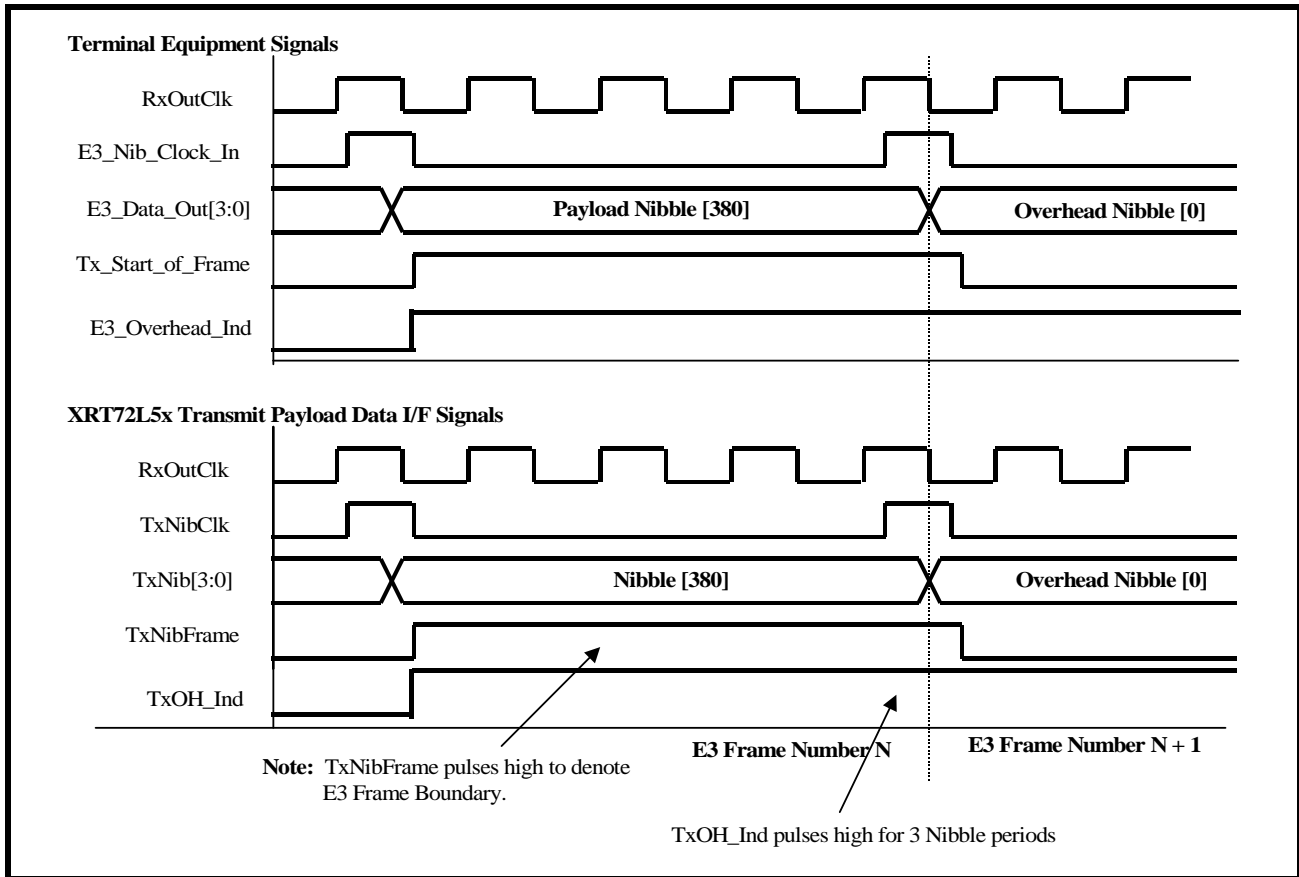 Terminal Equipment Signals
RxOutClk
E3_Nib_Clock_In
E3_Data_Out[3:0]
Payload Nibble [380]
Overhead Nibble [0]
Tx_Start_of_Frame
E3_Overhead_Ind
XRT72L5x Transmit Payload Data I/F Signals
RxOutClk
TxNibClk
TxNib[3:0]
Nibble [380]
Overhead Nibble [0]
TxNibFrame
TxOH_Ind
E3 Frame Number N
E3 Frame Number N + 1
Note: TxNibFrame pulses high to denote
E3 Frame Boundary.
TxOH_Ind pulses high for 3 Nibble periods